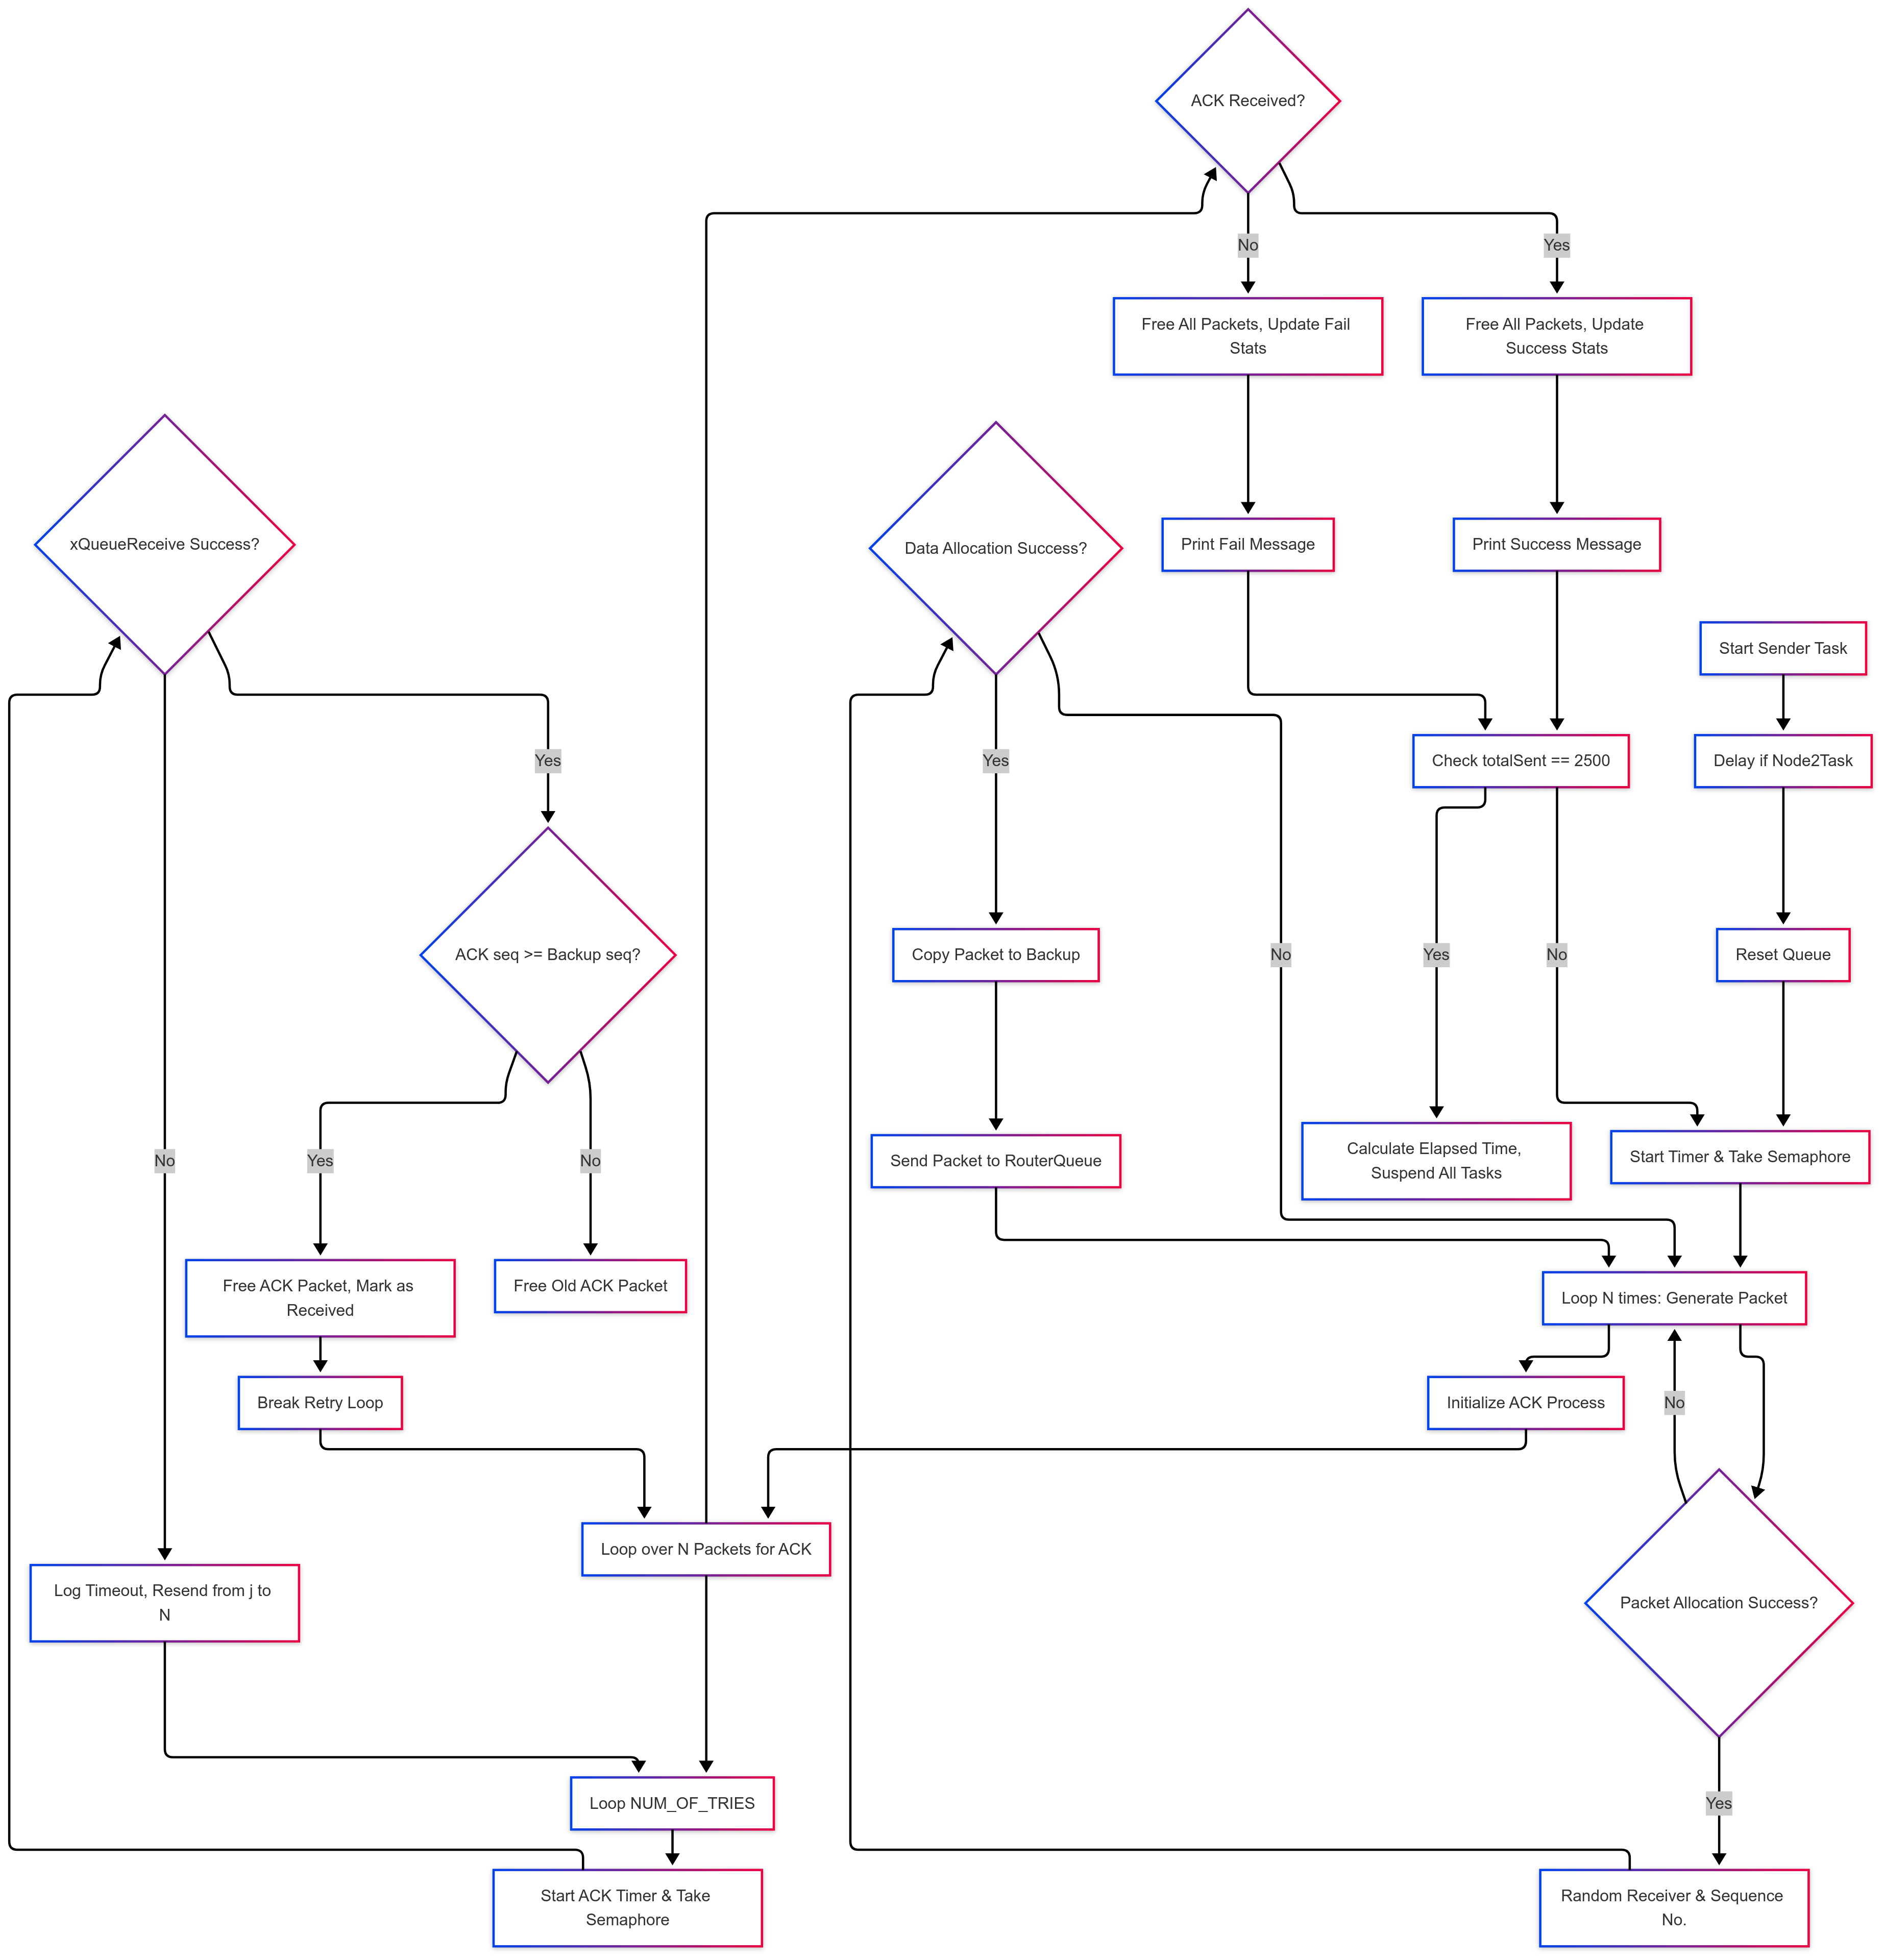 ACK Received?
No
Yes
Free All Packets, Update Fail
Stats
Free All Packets, Update
Success Stats
xQueueReceive Success?
Data Allocation Success?
Print Fail Message
Print Success Message
Start Sender Task
Yes
Yes
Check totalSent == 2500
Delay if Node2Task
ACK seq >= Backup seq?
Copy Packet to Backup
No
Yes
No
Reset Queue
No
Yes
No
Send Packet to RouterQueue
Calculate Elapsed Time,
Suspend All Tasks
Start Timer & Take Semaphore
Free ACK Packet, Mark as
Received
Free Old ACK Packet
Loop N times: Generate Packet
Break Retry Loop
Initialize ACK Process
No
Loop over N Packets for ACK
Log Timeout, Resend from j to
N
Packet Allocation Success?
Loop NUM_OF_TRIES
Yes
Start ACK Timer & Take
Semaphore
Random Receiver & Sequence
No.